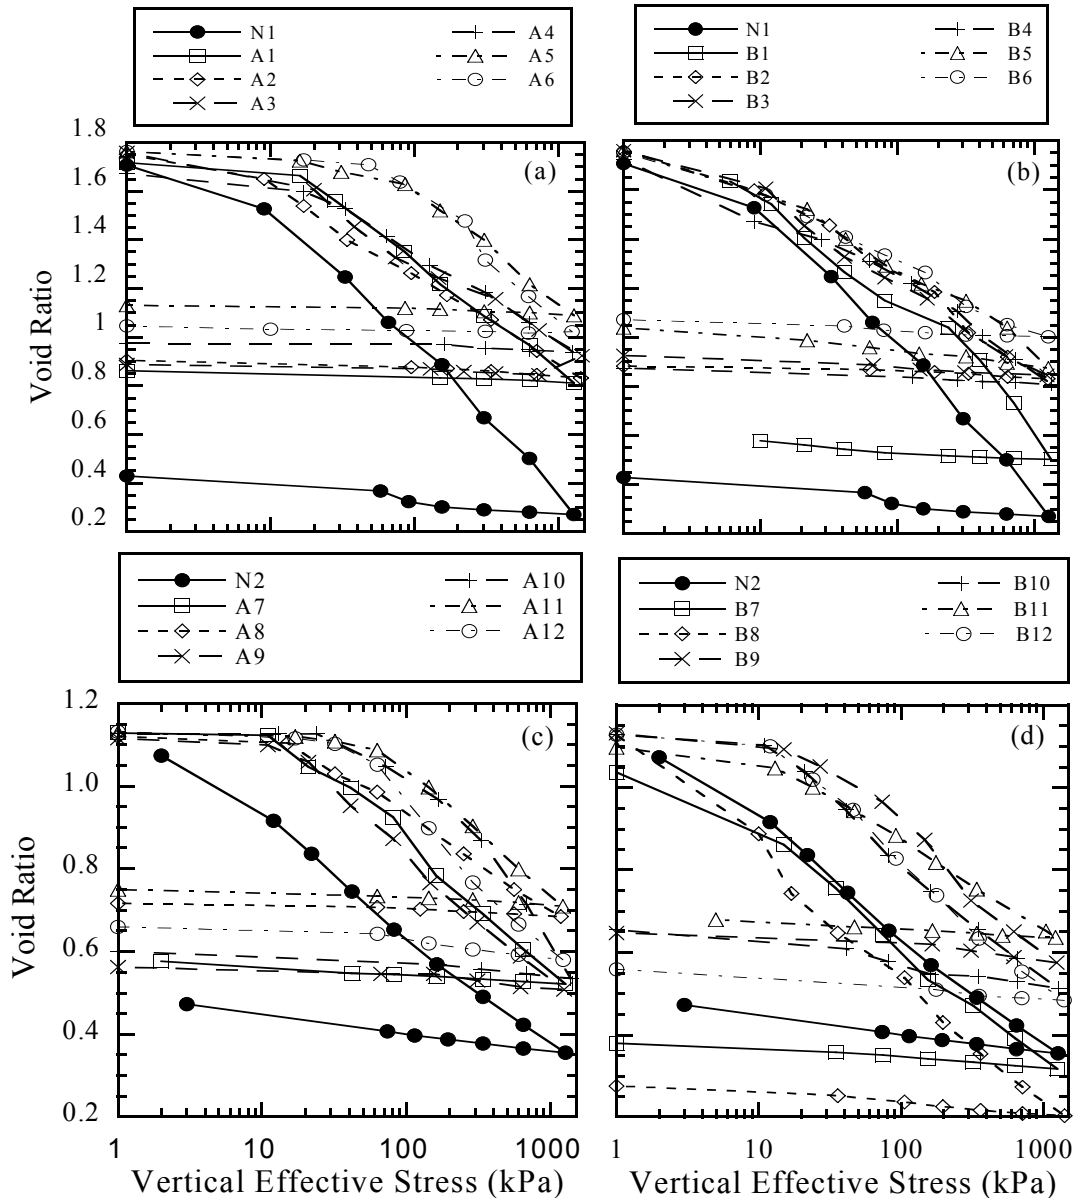 N1
A1
A2
A3
A4
A5
A6
N1
B1
B2
B3
B4
B5
B6
1.8
1.6
1.4
1.2
1
0.8
0.6
0.4
0.2
Void Ratio
(a)
(b)
N2
A7
A8
A9
A10
A11
A12
N2
B7
B8
B9
B10
B11
B12
1.2
1.0
0.8
0.6
0.4
0.2
Void Ratio
(c)
(d)
1 10 100 1000
1 10 100 1000
Vertical Effective Stress (kPa)
Vertical Effective Stress (kPa)